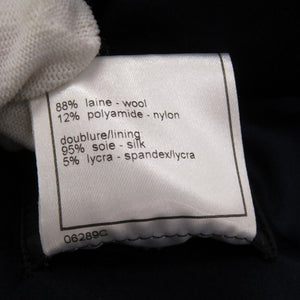 88% laine - wool
12% polyamide - nylon
doublure/lining
95% soie - silk
5% lycra - spandex/lycra
06289C